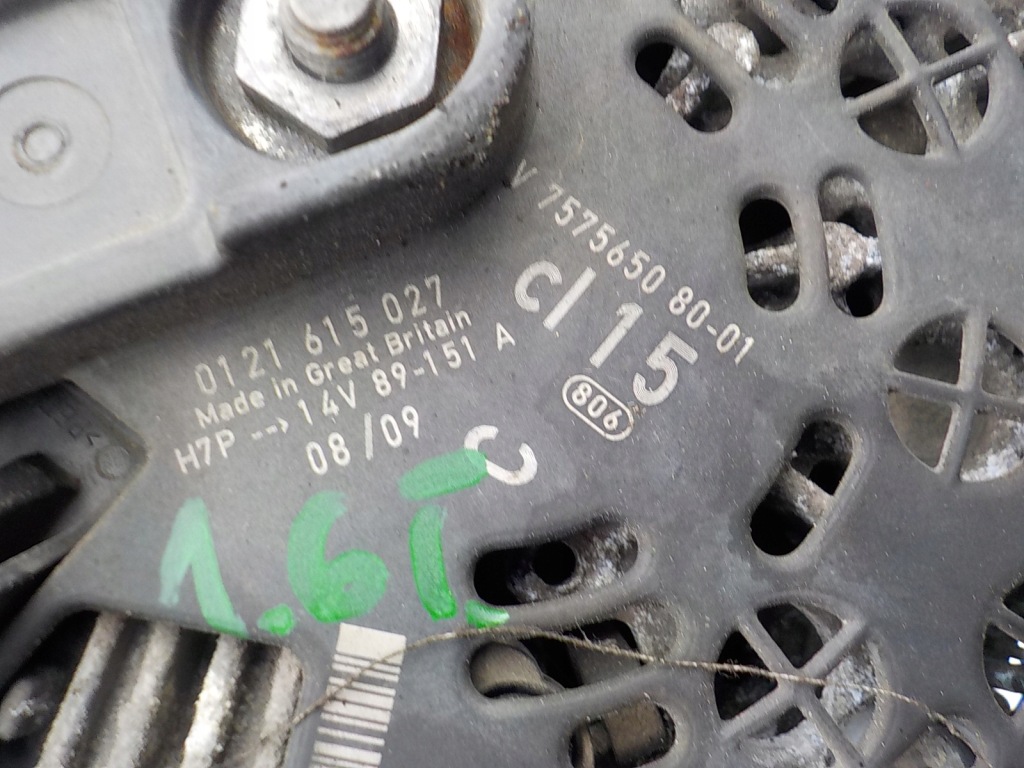 V 7575650 80-01
cl 15
806
0121 615 027
Made in Great Britain
H7P --> 14V 89-151 A
08/09
C
1.6I.